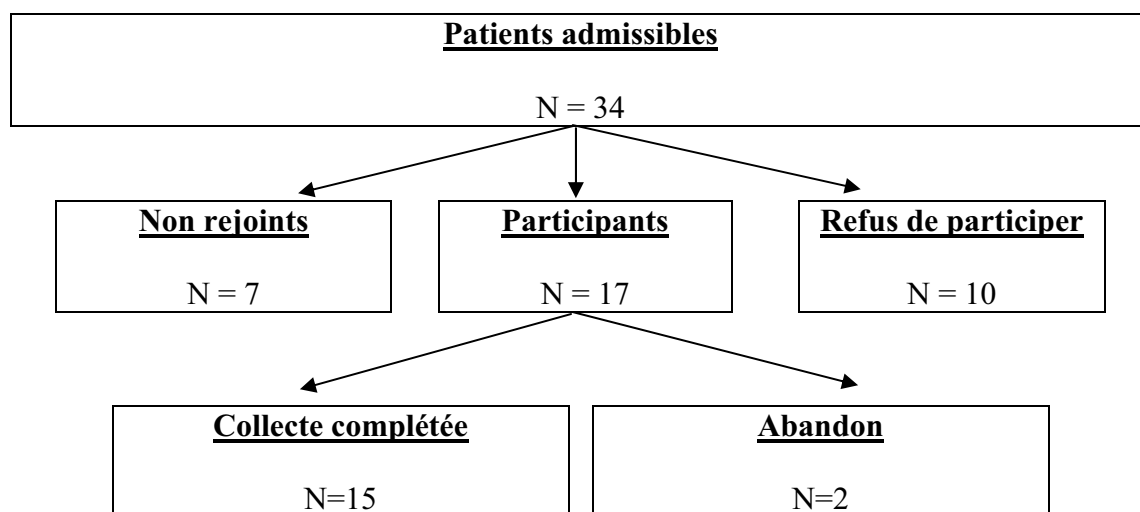 Patients admissibles
N = 34
Non rejoints
N = 7
Participants
N = 17
Refus de participer
N = 10
Collecte complétée
N=15
Abandon
N=2